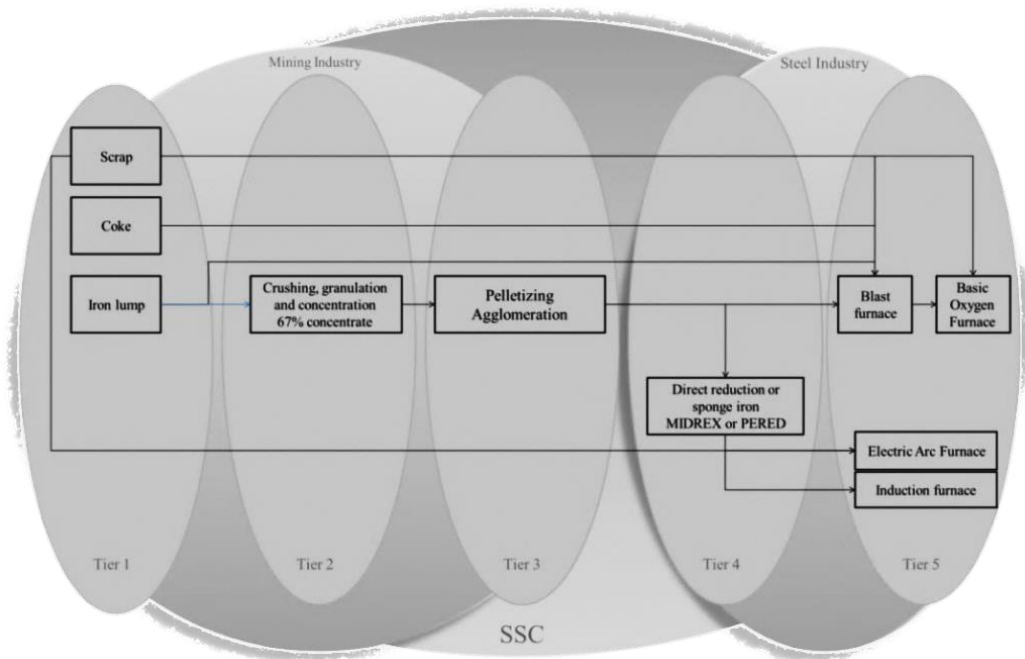 Mining Industry
Steel Industry
Scrap
Coke
Iron lump
Crushing, granulation
and concentration
67% concentrate
Pelletizing
Agglomeration
Blast
furnace
Basic
Oxygen
Furnace
Direct reduction or
sponge iron
MIDREX or PERED
Electric Arc Furnace
Induction furnace
Tier 1
Tier 2
Tier 3
Tier 4
Tier 5
SSC